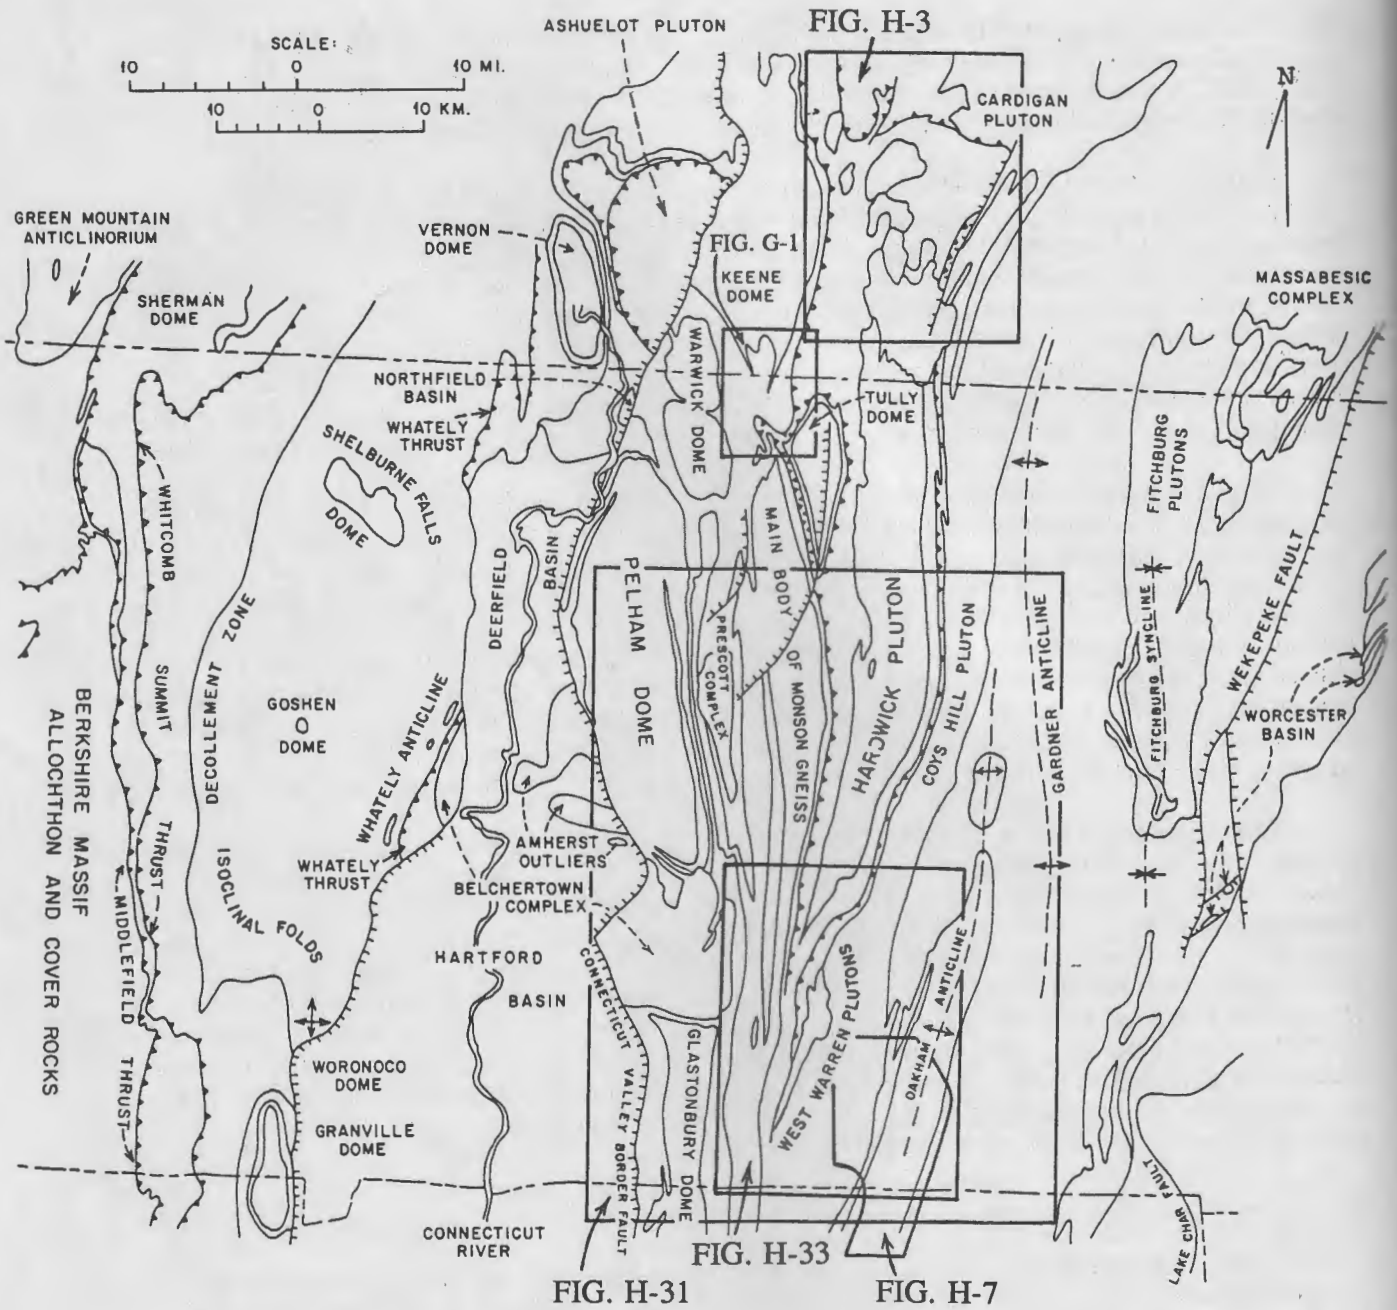 ASHUELOT PLUTON
FIG. H-3
SCALE:
10 0 10 MI.
10 0 10 KM.
N
CARDIGAN
PLUTON
GREEN MOUNTAIN
ANTICLINORIUM
VERNON
DOME
FIG. G-1
KEENE
DOME
SHERMAN
DOME
MASSABESIC
COMPLEX
WARWICK DOME
NORTHFIELD
BASIN
WHATELY
THRUST
TULLY
DOME
SHELBURNE FALLS
DOME
FITCHBURG
PLUTONS
WHITCOMB
SUMMIT
THRUST
DEERFIELD
BASIN
PELHAM DOME
MAIN BODY
OF MONSON GNEISS
PRESCOTT
COMPLEX
HARDWICK PLUTON
COYS HILL PLUTON
GARDNER ANTICLINE
FITCHBURG SYNCLINE
WEKEPEKE FAULT
WORCESTER
BASIN
DECOLLEMENT ZONE
GOSHEN
DOME
WHATELY ANTICLINE
BERKSHIRE MASSIF
ALLOCHTHON AND COVER ROCKS
MIDDLEFIELD
THRUST
ISOCLINAL FOLDS
WHATELY
THRUST
AMHERST
OUTLIERS
BELCHERTOWN
COMPLEX
HARTFORD
BASIN
CONNECTICUT
VALLEY BORDER FAULT
GLASTONBURY DOME
WEST WARREN PLUTONS
OAKHAM ANTICLINE
WORONOCO
DOME
GRANVILLE
DOME
CONNECTICUT
RIVER
LAKE CHAR FAULT
FIG. H-33
FIG. H-31
FIG. H-7